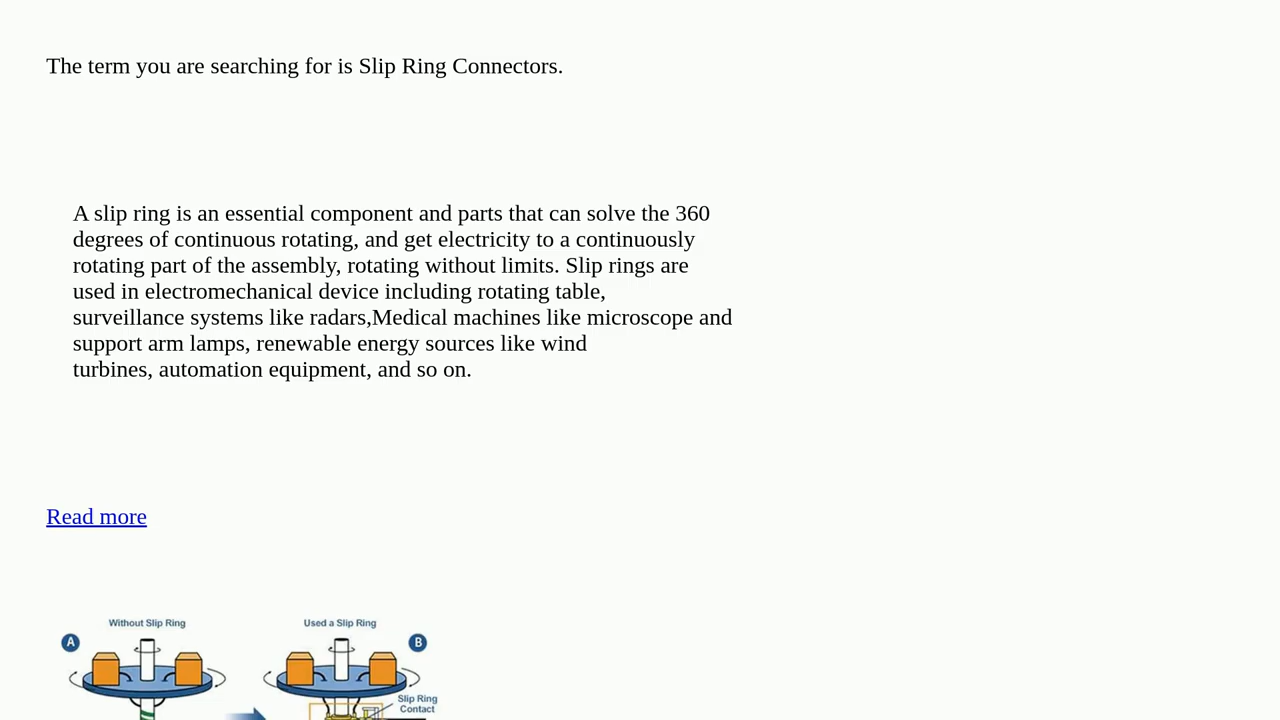 The term you are searching for is Slip Ring Connectors.
A slip ring is an essential component and parts that can solve the 360
degrees of continuous rotating, and get electricity to a continuously
rotating part of the assembly, rotating without limits. Slip rings are
used in electromechanical device including rotating table,
surveillance systems like radars,Medical machines like microscope and
support arm lamps, renewable energy sources like wind
turbines, automation equipment, and so on.
Read more
Without Slip Ring
Used a Slip Ring
A
B
Slip Ring
Contact